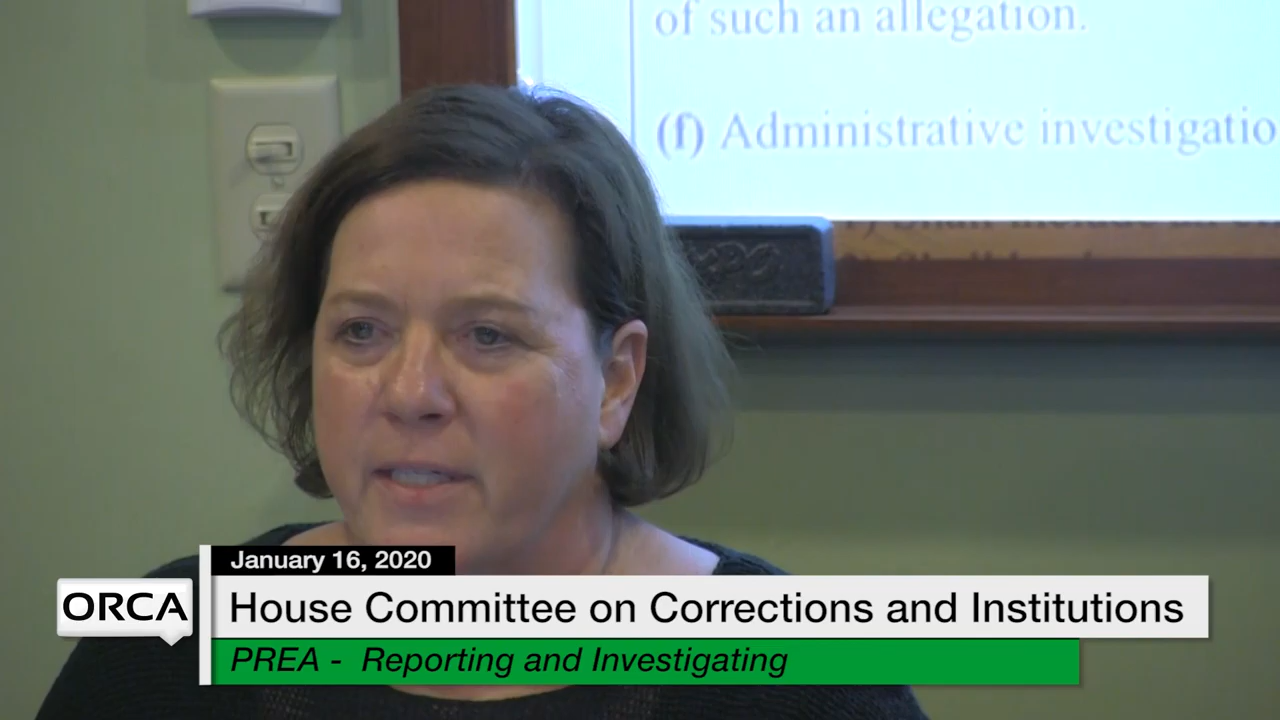 of such an allegation.
(f) Administrative investigatio
January 16, 2020
ORCA
House Committee on Corrections and Institutions
PREA - Reporting and Investigating